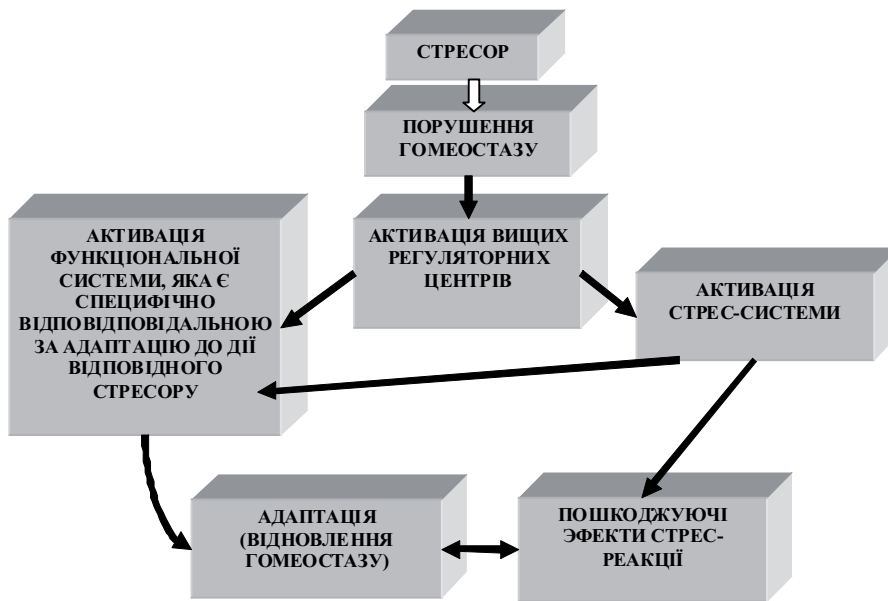 СТРЕСОР
ПОРУШЕННЯ
ГОМЕОСТАЗУ
АКТИВАЦІЯ ВИЩИХ
РЕГУЛЯТОРНИХ
ЦЕНТРІВ
АКТИВАЦІЯ
ФУНКЦІОНАЛЬНОЇ
СИСТЕМИ, ЯКА Є
СПЕЦИФІЧНО
ВІДПОВІДПОВІДАЛЬНОЮ
ЗА АДАПТАЦІЮ ДО ДІЇ
ВІДПОВІДНОГО
СТРЕСОРУ
АКТИВАЦІЯ
СТРЕС-СИСТЕМИ
АДАПТАЦІЯ
(ВІДНОВЛЕННЯ
ГОМЕОСТАЗУ)
ПОШКОДЖУЮЧІ
ЭФЕКТИ СТРЕС-
РЕАКЦІЇ